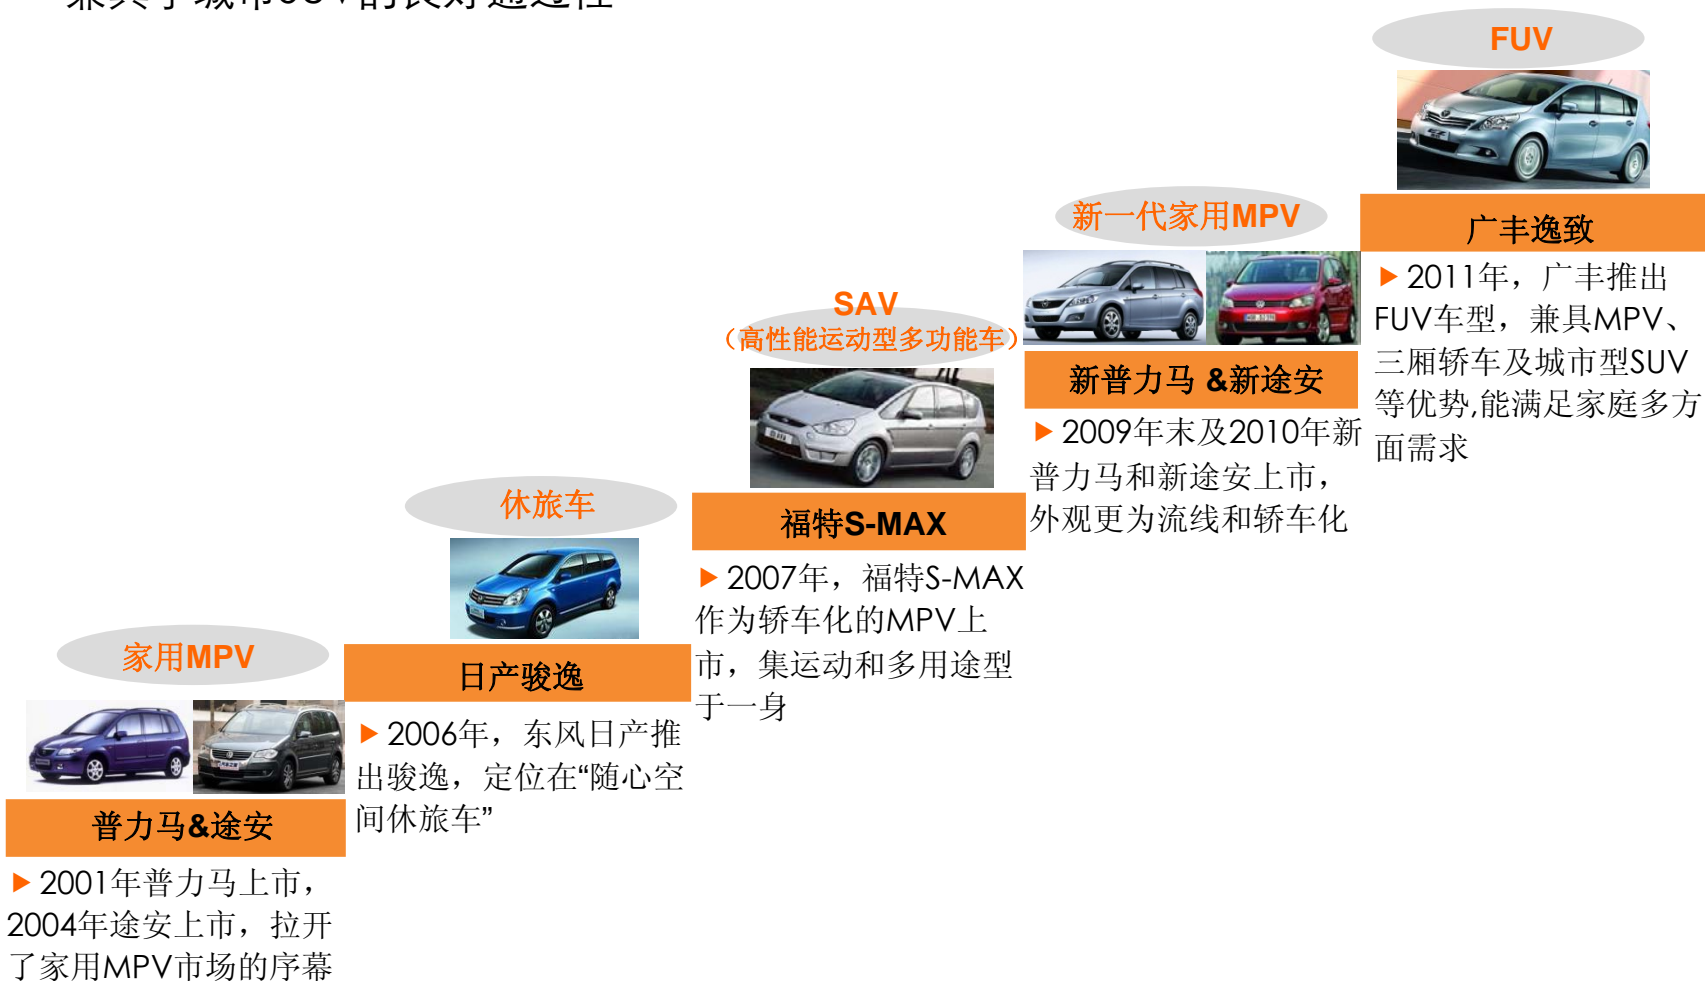 FUV
广丰逸致
▶2011年，广丰推出
FUV车型，兼具MPV、
三厢轿车及城市型SUV
等优势,能满足家庭多方
面需求
新一代家用MPV
新普力马 &新途安
▶2009年末及2010年新
普力马和新途安上市，
外观更为流线和轿车化
SAV
（高性能运动型多功能车）
福特S-MAX
▶2007年，福特S-MAX
作为轿车化的MPV上
市，集运动和多用途型
于一身
休旅车
日产骏逸
▶2006年，东风日产推
出骏逸，定位在“随心空
间休旅车”
家用MPV
普力马&途安
▶2001年普力马上市，
2004年途安上市，拉开
了家用MPV市场的序幕